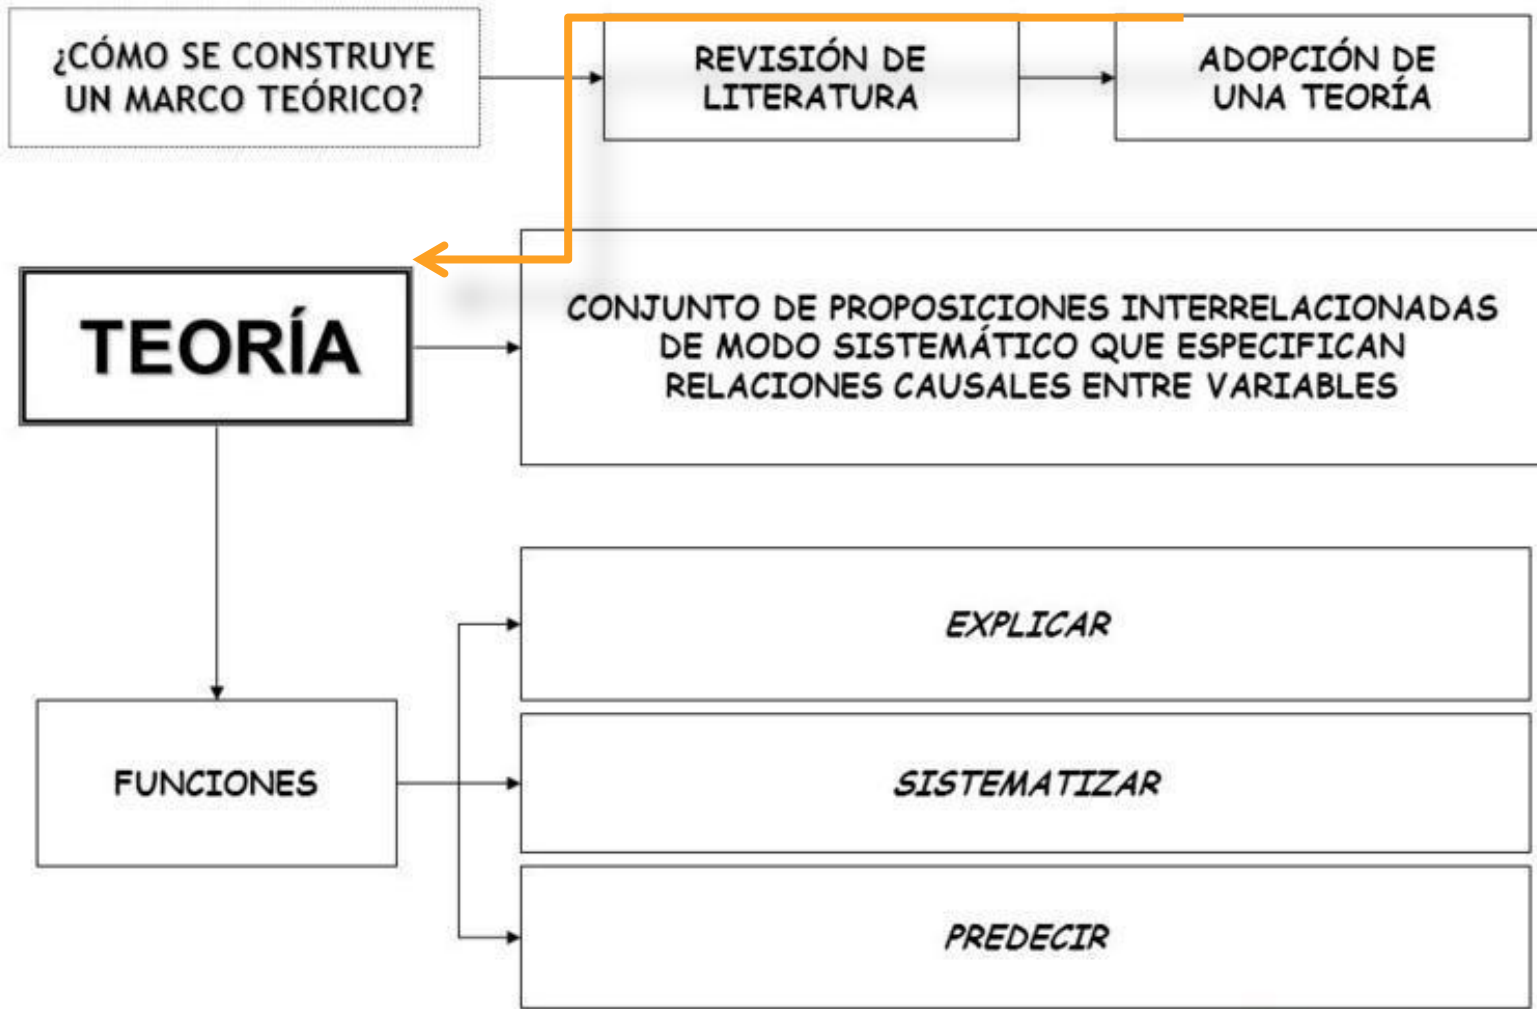 ¿CÓMO SE CONSTRUYE
UN MARCO TEÓRICO?
REVISIÓN DE
LITERATURA
ADOPCIÓN DE
UNA TEORÍA
TEORÍA
CONJUNTO DE PROPOSICIONES INTERRELACIONADAS
DE MODO SISTEMÁTICO QUE ESPECIFICAN
RELACIONES CAUSALES ENTRE VARIABLES
FUNCIONES
EXPLICAR
SISTEMATIZAR
PREDECIR